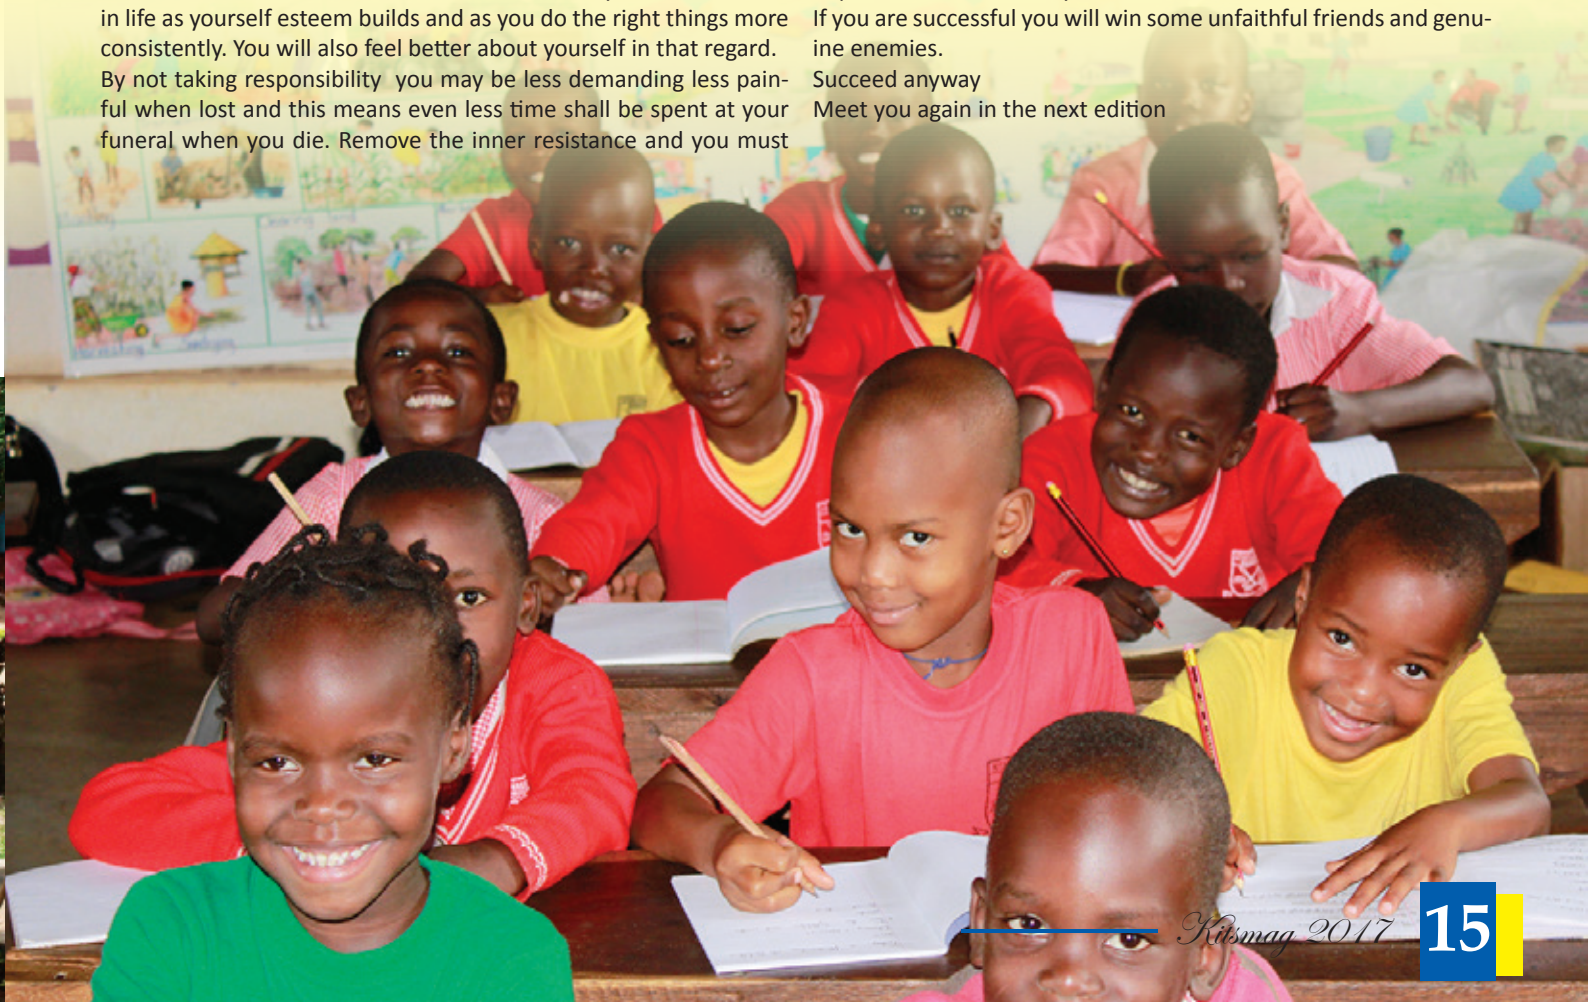 in life as yourself esteem builds and as you do the right things more
consistently. You will also feel better about yourself in that regard.
By not taking responsibility  you may be less demanding less pain-
ful when lost and this means even less time shall be spent at your
funeral when you die. Remove the inner resistance and you must
If you are successful you will win some unfaithful friends and genu-
ine enemies.
Succeed anyway
Meet you again in the next edition
Kitsmag 2017
15